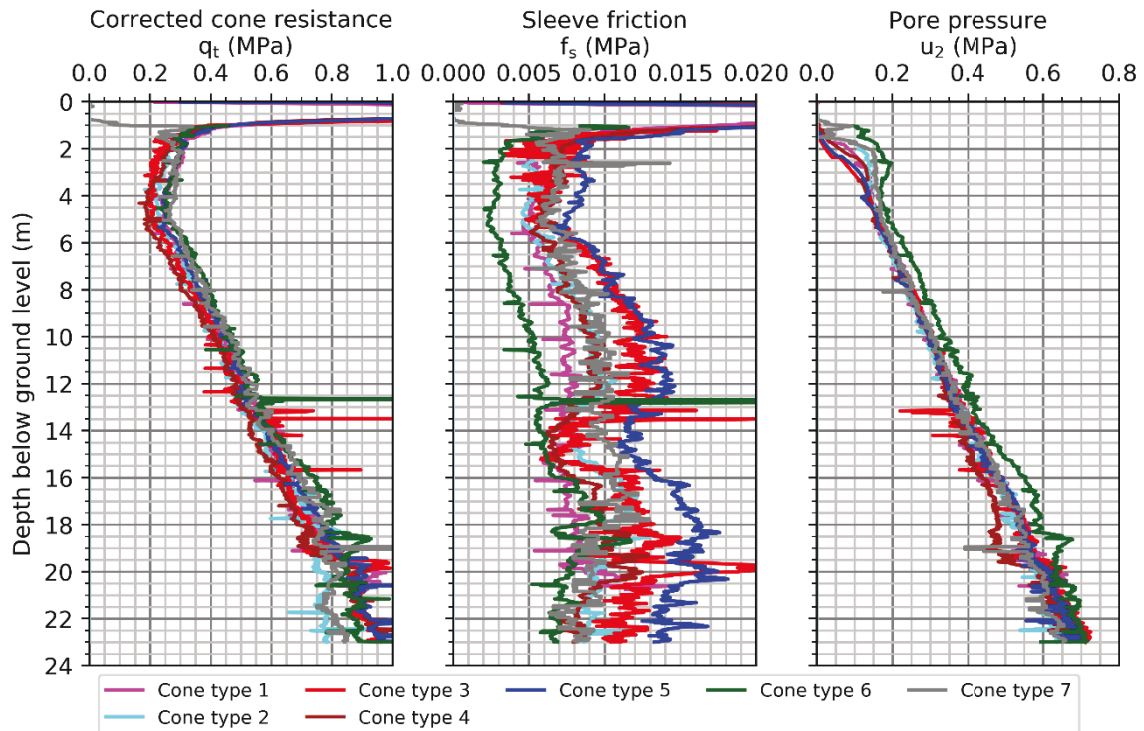 Corrected cone resistance
qt (MPa)
0.0 0.2 0.4 0.6 0.8 1.0
Sleeve friction
fs (MPa)
0.000 0.005 0.010 0.015 0.020
Pore pressure
u2 (MPa)
0.0 0.2 0.4 0.6 0.8
Depth below ground level (m)
0
2
4
6
8
10
12
14
16
18
20
22
24
Cone type 1
Cone type 2
Cone type 3
Cone type 4
Cone type 5
Cone type 6
Cone type 7